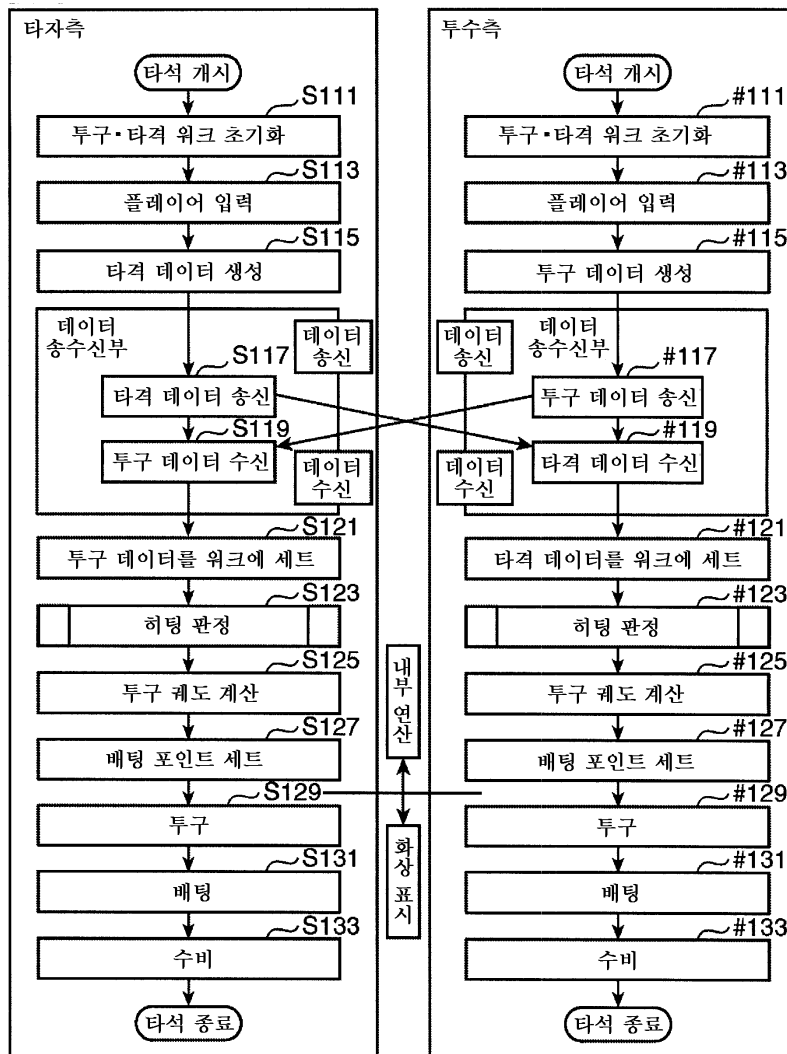 타자측
타석 개시
S111
투구·타격 워크 초기화
S113
플레이어 입력
S115
타격 데이터 생성
데이터
송수신부
데이터
송신
S117
타격 데이터 송신
S119
투구 데이터 수신
데이터
수신
S121
투구 데이터를 워크에 세트
S123
히팅 판정
S125
투구 궤도 계산
S127
배팅 포인트 세트
S129
투구
S131
배팅
S133
수비
타석 종료
내부 연산
화상 표시
투수측
타석 개시
#111
투구·타격 워크 초기화
#113
플레이어 입력
#115
투구 데이터 생성
데이터
송신
데이터
송수신부
#117
투구 데이터 송신
#119
타격 데이터 수신
데이터
수신
#121
타격 데이터를 워크에 세트
#123
히팅 판정
#125
투구 궤도 계산
#127
배팅 포인트 세트
#129
투구
#131
배팅
#133
수비
타석 종료